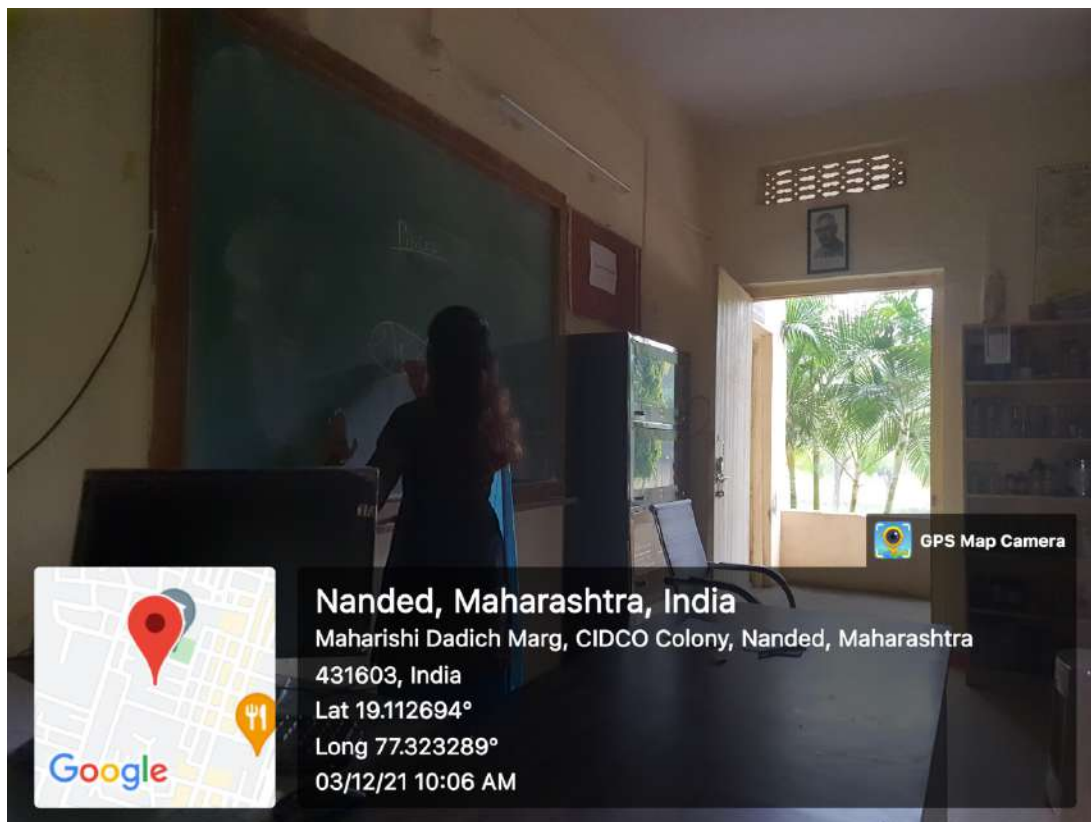 GPS Map Camera
Nanded, Maharashtra, India
Maharishi Dadich Marg, CIDCO Colony, Nanded, Maharashtra
431603, India
Lat 19.112694°
Long 77.323289°
03/12/21 10:06 AM
Google